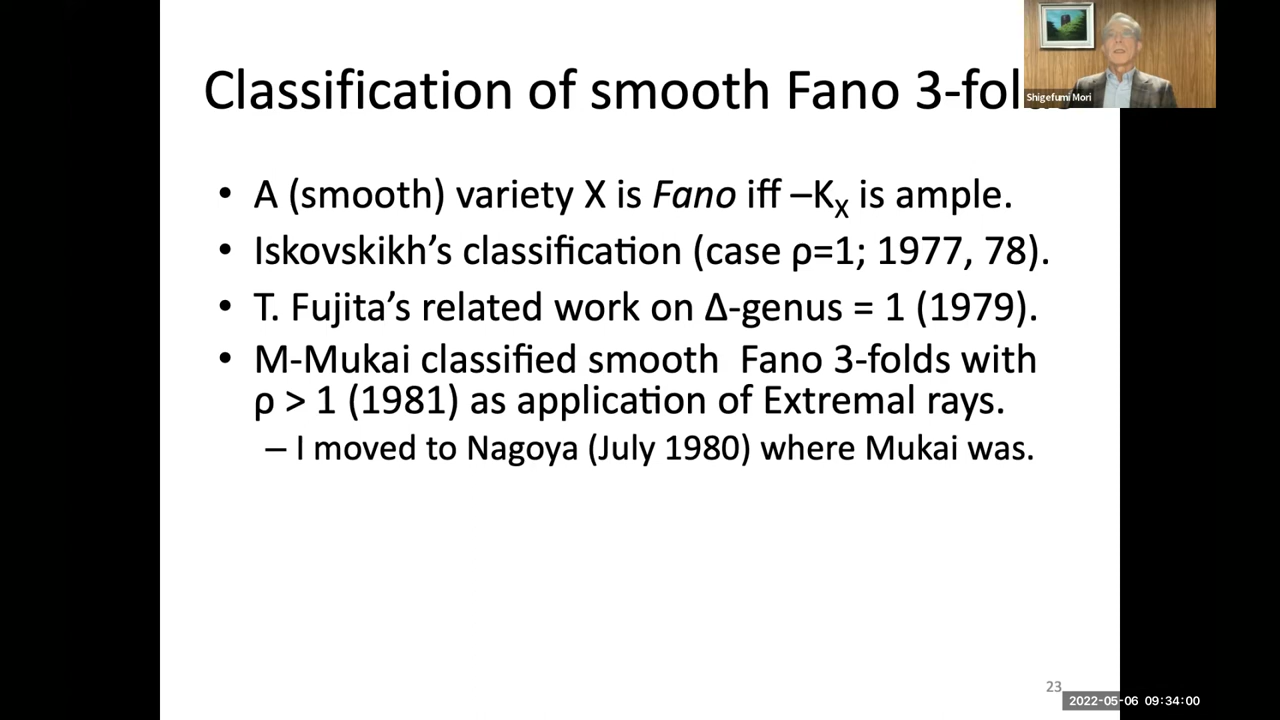 Classification of smooth Fano 3-fol
Shigefumi Mori
• A (smooth) variety X is Fano iff –K_X is ample.
• Iskovskikh’s classification (case ρ=1; 1977, 78).
• T. Fujita’s related work on Δ-genus = 1 (1979).
• M-Mukai classified smooth Fano 3-folds with
ρ > 1 (1981) as application of Extremal rays.
– I moved to Nagoya (July 1980) where Mukai was.
23
2022-05-06 09:34:00